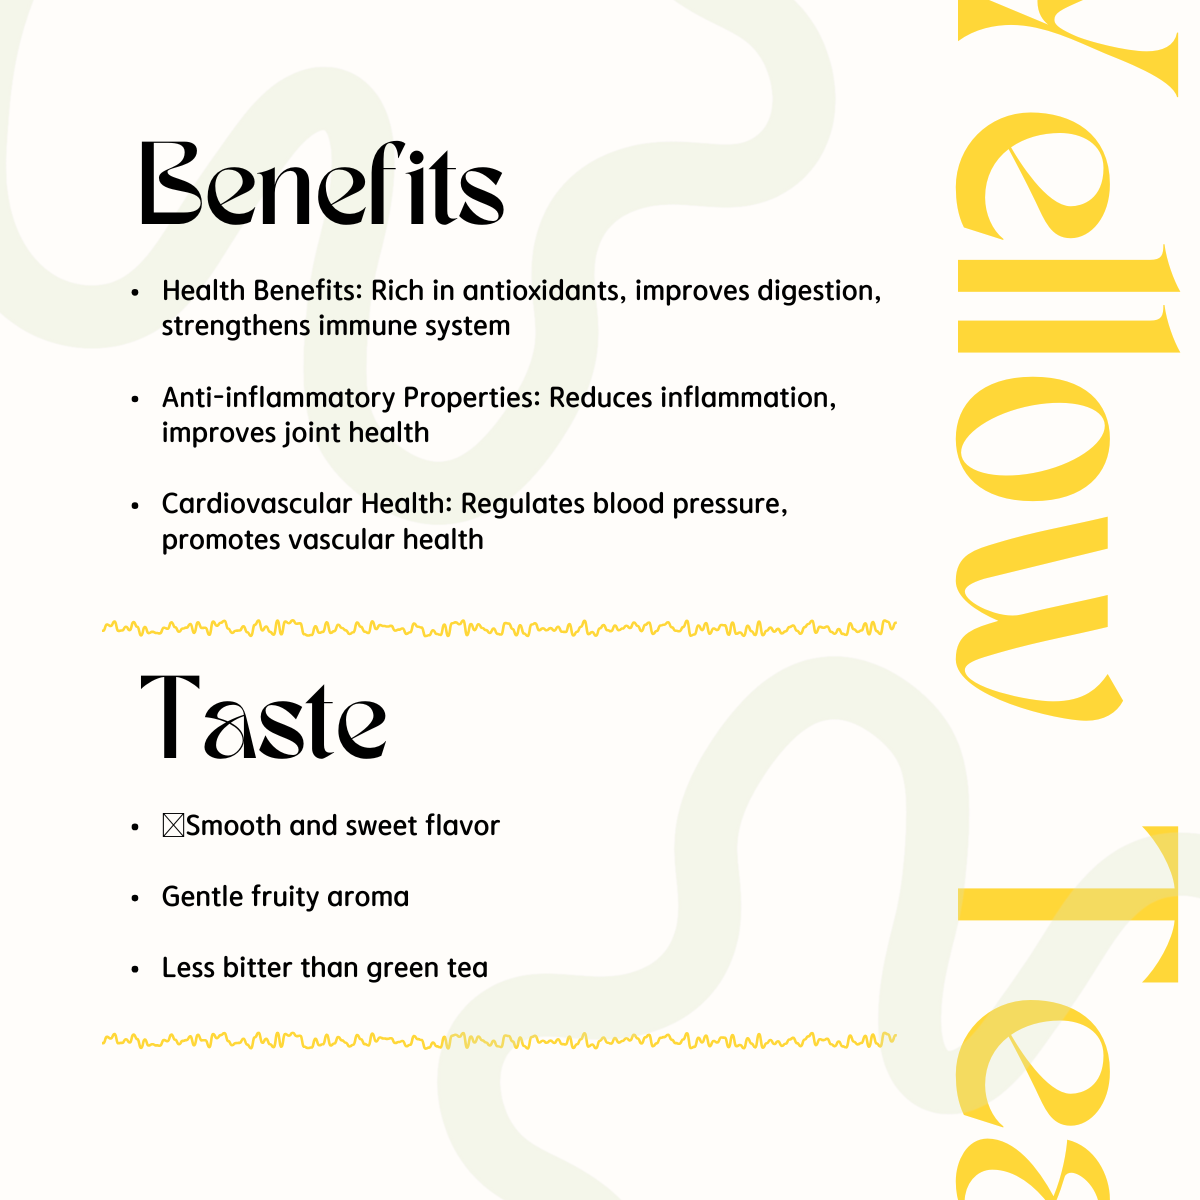 Benefits
• Health Benefits: Rich in antioxidants, improves digestion,
strengthens immune system
• Anti-inflammatory Properties: Reduces inflammation,
improves joint health
• Cardiovascular Health: Regulates blood pressure,
promotes vascular health
Taste
• Smooth and sweet flavor
• Gentle fruity aroma
• Less bitter than green tea
Yellow Tea